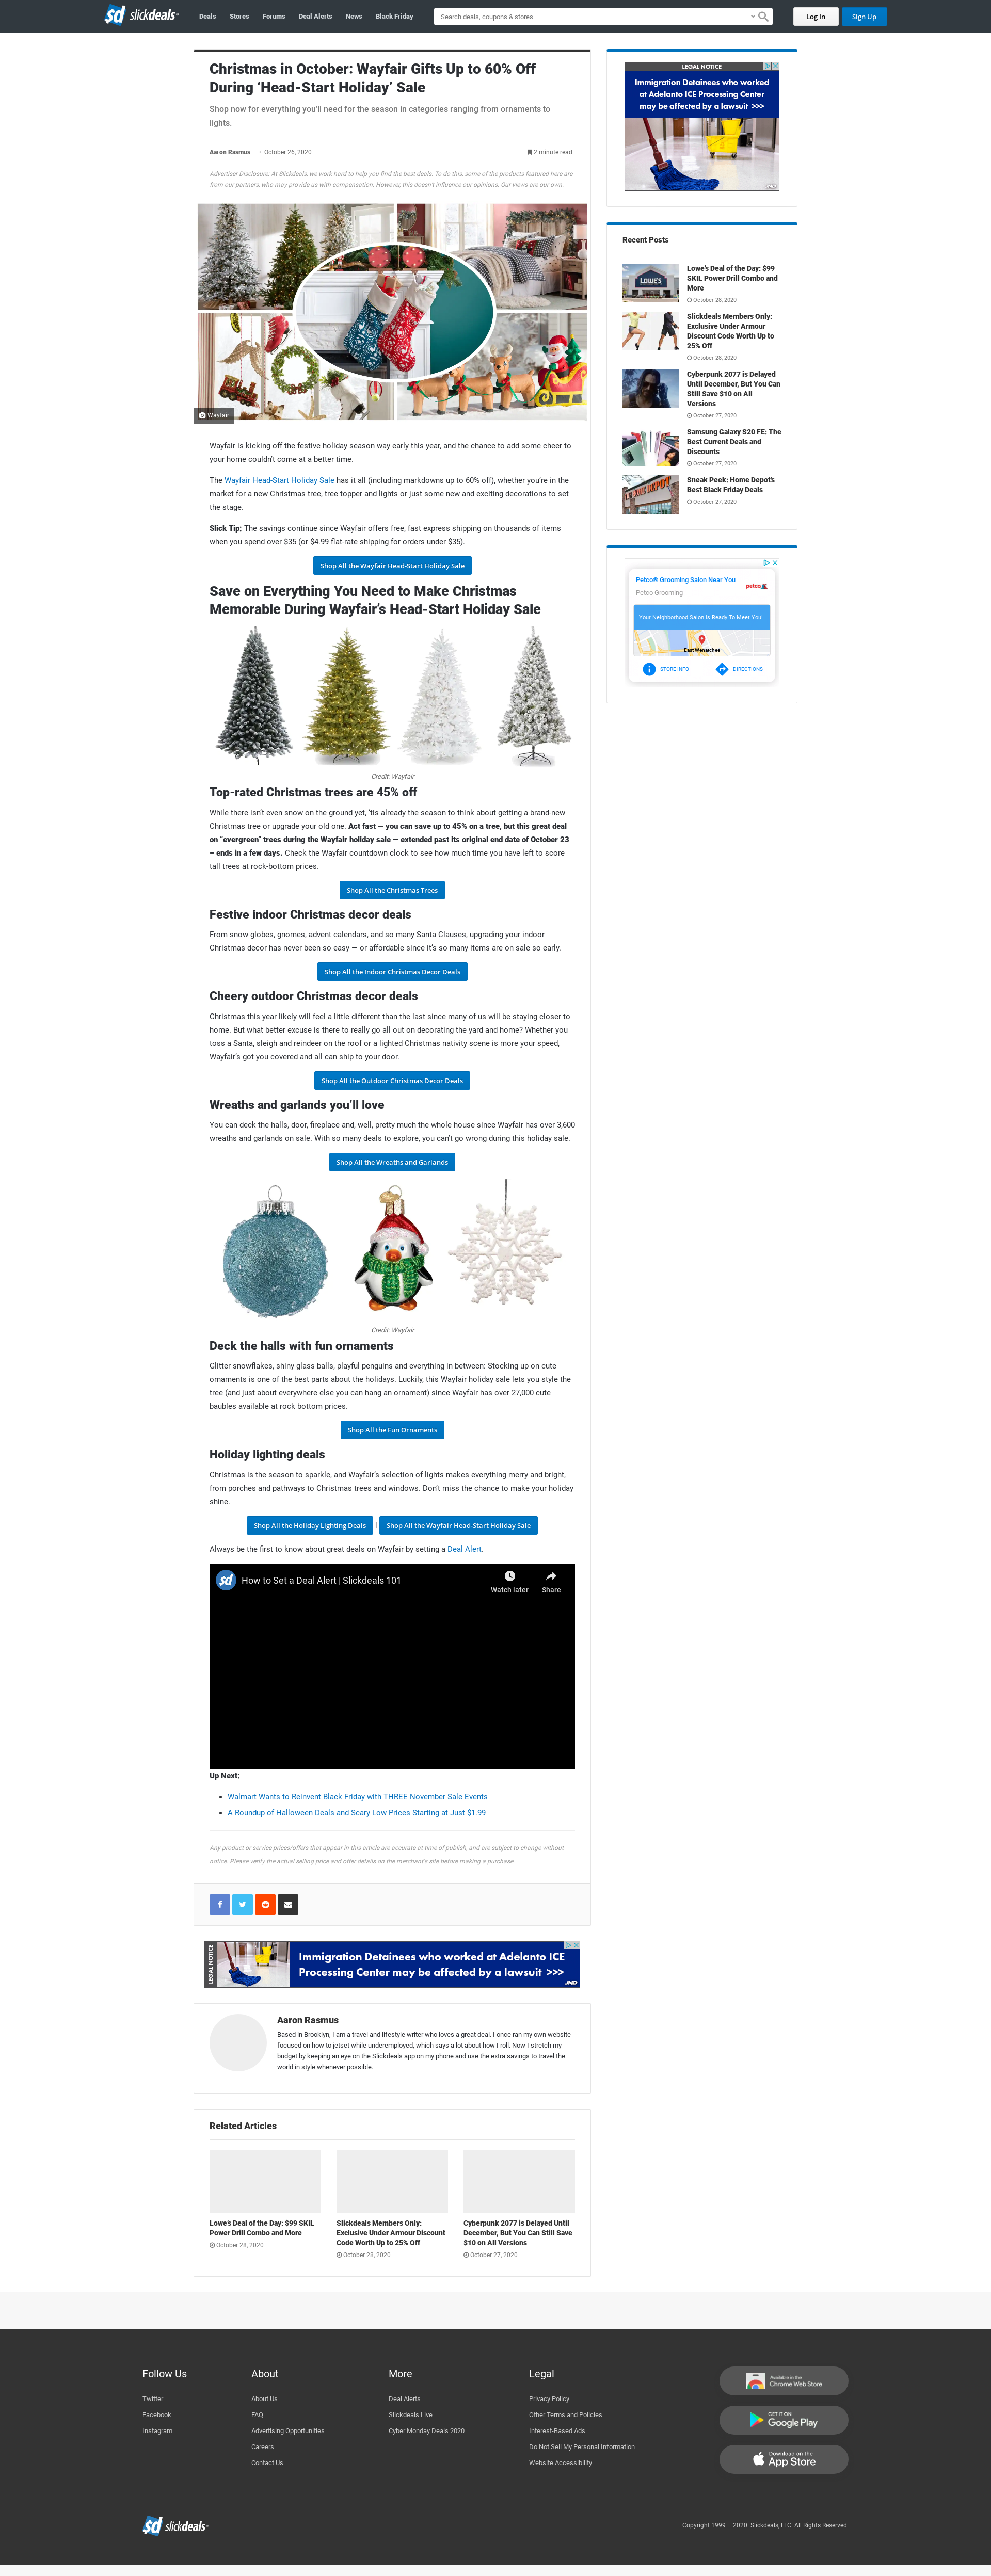 sd slickdeals
Deals Stores Forums Deal Alerts News Black Friday
Search deals, coupons & stores
Log In Sign Up
Christmas in October: Wayfair Gifts Up to 60% Off
During ‘Head-Start Holiday’ Sale
Shop now for everything you’ll need for the season in categories ranging from ornaments to
lights.
Aaron Rasmus · October 26, 2020 2 minute read
Advertiser Disclosure: At Slickdeals, we work hard to help you find the best deals. To do this, some of the products featured here are
from our partners, who may provide us with compensation. However, this doesn’t influence our opinions. Our views are our own.
Wayfair
Wayfair is kicking off the festive holiday season way early this year, and the chance to add some cheer to
your home couldn’t come at a better time.
The Wayfair Head-Start Holiday Sale has it all (including markdowns up to 60% off), whether you’re in the
market for a new Christmas tree, tree topper and lights or just some new and exciting decorations to set
the stage.
Slick Tip: The savings continue since Wayfair offers free, fast express shipping on thousands of items
when you spend over $35 (or $4.99 flat-rate shipping for orders under $35).
Shop All the Wayfair Head-Start Holiday Sale
Save on Everything You Need to Make Christmas
Memorable During Wayfair’s Head-Start Holiday Sale
Credit: Wayfair
Top-rated Christmas trees are 45% off
While there isn’t even snow on the ground yet, ’tis already the season to think about getting a brand-new
Christmas tree or upgrade your old one. Act fast — you can save up to 45% on a tree, but this great deal
on “evergreen” trees during the Wayfair holiday sale — extended past its original end date of October 23
– ends in a few days. Check the Wayfair countdown clock to see how much time you have left to score
tall trees at rock-bottom prices.
Shop All the Christmas Trees
Festive indoor Christmas decor deals
From snow globes, gnomes, advent calendars, and so many Santa Clauses, upgrading your indoor
Christmas decor has never been so easy — or affordable since it’s so many items are on sale so early.
Shop All the Indoor Christmas Decor Deals
Cheery outdoor Christmas decor deals
Christmas this year likely will feel a little different than the last since many of us will be staying closer to
home. But what better excuse is there to really go all out on decorating the yard and home? Whether you
toss a Santa, sleigh and reindeer on the roof or a lighted Christmas nativity scene is more your speed,
Wayfair’s got you covered and all can ship to your door.
Shop All the Outdoor Christmas Decor Deals
Wreaths and garlands you’ll love
You can deck the halls, door, fireplace and, well, pretty much the whole house since Wayfair has over 3,600
wreaths and garlands on sale. With so many deals to explore, you can’t go wrong during this holiday sale.
Shop All the Wreaths and Garlands
Credit: Wayfair
Deck the halls with fun ornaments
Glitter snowflakes, shiny glass balls, playful penguins and everything in between: Stocking up on cute
ornaments is one of the best parts about the holidays. Luckily, this Wayfair holiday sale lets you style the
tree (and just about everywhere else you can hang an ornament) since Wayfair has over 27,000 cute
baubles available at rock bottom prices.
Shop All the Fun Ornaments
Holiday lighting deals
Christmas is the season to sparkle, and Wayfair’s selection of lights makes everything merry and bright,
from porches and pathways to Christmas trees and windows. Don’t miss the chance to make your holiday
shine.
Shop All the Holiday Lighting Deals | Shop All the Wayfair Head-Start Holiday Sale
Always be the first to know about great deals on Wayfair by setting a Deal Alert.
sd How to Set a Deal Alert | Slickdeals 101
Watch later Share
Up Next:
Walmart Wants to Reinvent Black Friday with THREE November Sale Events
A Roundup of Halloween Deals and Scary Low Prices Starting at Just $1.99
Any product or service prices/offers that appear in this article are accurate at time of publish, and are subject to change without
notice. Please verify the actual selling price and offer details on the merchant’s site before making a purchase.
LEGAL NOTICE
Immigration Detainees who worked at Adelanto ICE
Processing Center may be affected by a lawsuit >>>
JND
Aaron Rasmus
Based in Brooklyn, I am a travel and lifestyle writer who loves a great deal. I once ran my own website
focused on how to jetset while underemployed, which says a lot about how I roll. Now I stretch my
budget by keeping an eye on the Slickdeals app on my phone and use the extra savings to travel the
world in style whenever possible.
Related Articles
Lowe’s Deal of the Day: $99 SKIL
Power Drill Combo and More
October 28, 2020
Slickdeals Members Only:
Exclusive Under Armour Discount
Code Worth Up to 25% Off
October 28, 2020
Cyberpunk 2077 is Delayed Until
December, But You Can Still Save
$10 on All Versions
October 27, 2020
LEGAL NOTICE
Immigration Detainees who worked
at Adelanto ICE Processing Center
may be affected by a lawsuit >>>
JND
Recent Posts
LOWE'S
Lowe’s Deal of the Day: $99
SKIL Power Drill Combo and
More
October 28, 2020
Slickdeals Members Only:
Exclusive Under Armour
Discount Code Worth Up to
25% Off
October 28, 2020
Cyberpunk 2077 is Delayed
Until December, But You Can
Still Save $10 on All
Versions
October 27, 2020
Samsung Galaxy S20 FE: The
Best Current Deals and
Discounts
October 27, 2020
Sneak Peek: Home Depot’s
Best Black Friday Deals
October 27, 2020
Petco® Grooming Salon Near You
Petco Grooming
petco
Your Neighborhood Salon is Ready To Meet You!
East Wenatchee
STORE INFO DIRECTIONS
Follow Us
Twitter
Facebook
Instagram
About
About Us
FAQ
Advertising Opportunities
Careers
Contact Us
More
Deal Alerts
Slickdeals Live
Cyber Monday Deals 2020
Legal
Privacy Policy
Other Terms and Policies
Interest-Based Ads
Do Not Sell My Personal Information
Website Accessibility
Available in the
Chrome Web Store
GET IT ON
Google Play
Download on the
App Store
sd slickdeals
Copyright 1999 – 2020. Slickdeals, LLC. All Rights Reserved.